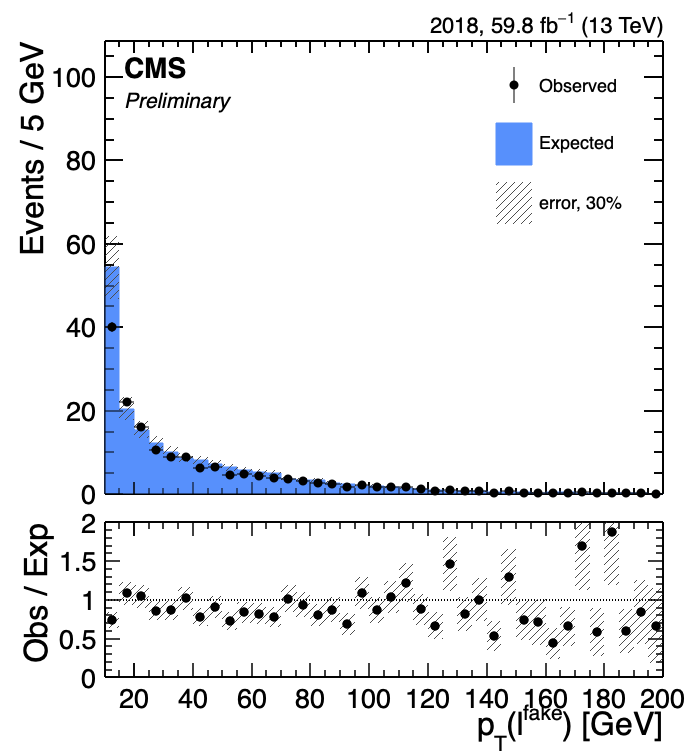 2018, 59.8 fb⁻¹ (13 TeV)
CMS
Preliminary
Observed
Expected
error, 30%
Events / 5 GeV
100
80
60
40
20
0
Obs / Exp
2
1.5
1
0.5
0
20 40 60 80 100 120 140 160 180 200
p_T(l^fake) [GeV]